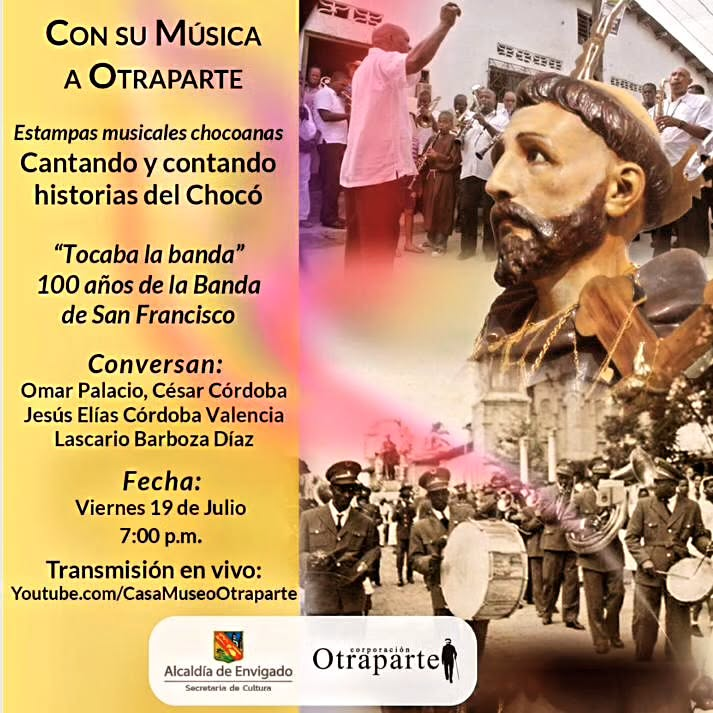 CON SU MÚSICA
A OTRAPARTE
Estampas musicales chocoanas
Cantando y contando
historias del Chocó
“Tocaba la banda”
100 años de la Banda
de San Francisco
Conversan:
Omar Palacio, César Córdoba
Jesús Elías Córdoba Valencia
Lascario Barboza Díaz
Fecha:
Viernes 19 de Julio
7:00 p.m.
Transmisión en vivo:
Youtube.com/CasaMuseoOtraparte
Alcaldía de Envigado
Secretaría de Cultura
corporación
Otraparte